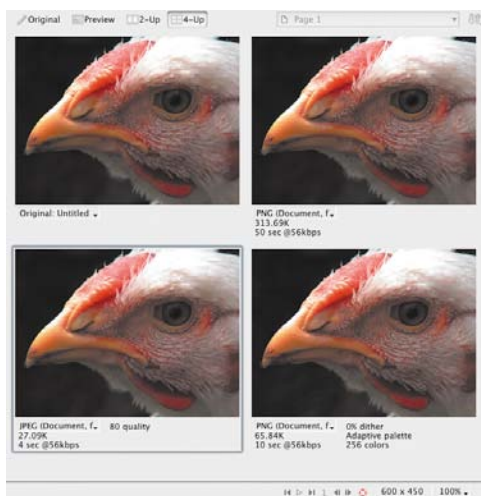 Original Preview 2-Up 4-Up Page 1
Original: Untitled
PNG (Document, f
313.69K
50 sec @56kbps
JPEG (Document, f 80 quality
27.09K
4 sec @56kbps
PNG (Document, f 0% dither
65.84K Adaptive palette
10 sec @56kbps 256 colors
1 600 x 450 100%